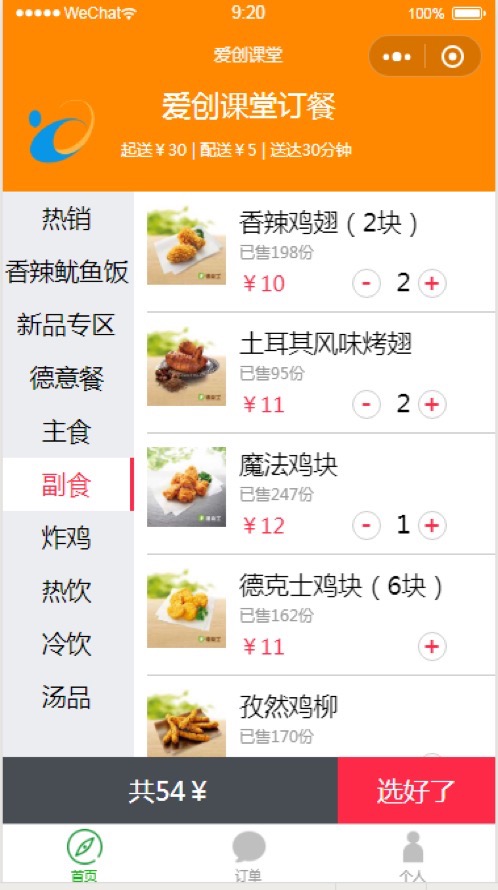 WeChat 9:20 100%
爱创课堂
爱创课堂订餐
起送￥30 | 配送￥5 | 送达30分钟
热销
香辣鱿鱼饭
新品专区
德意餐
主食
副食
炸鸡
热饮
冷饮
汤品
香辣鸡翅（2块）
已售198份
￥10 - 2 +
土耳其风味烤翅
已售95份
￥11 - 2 +
魔法鸡块
已售247份
￥12 - 1 +
德克士鸡块（6块）
已售162份
￥11 +
孜然鸡柳
已售170份
共54￥
选好了
首页
订单
个人